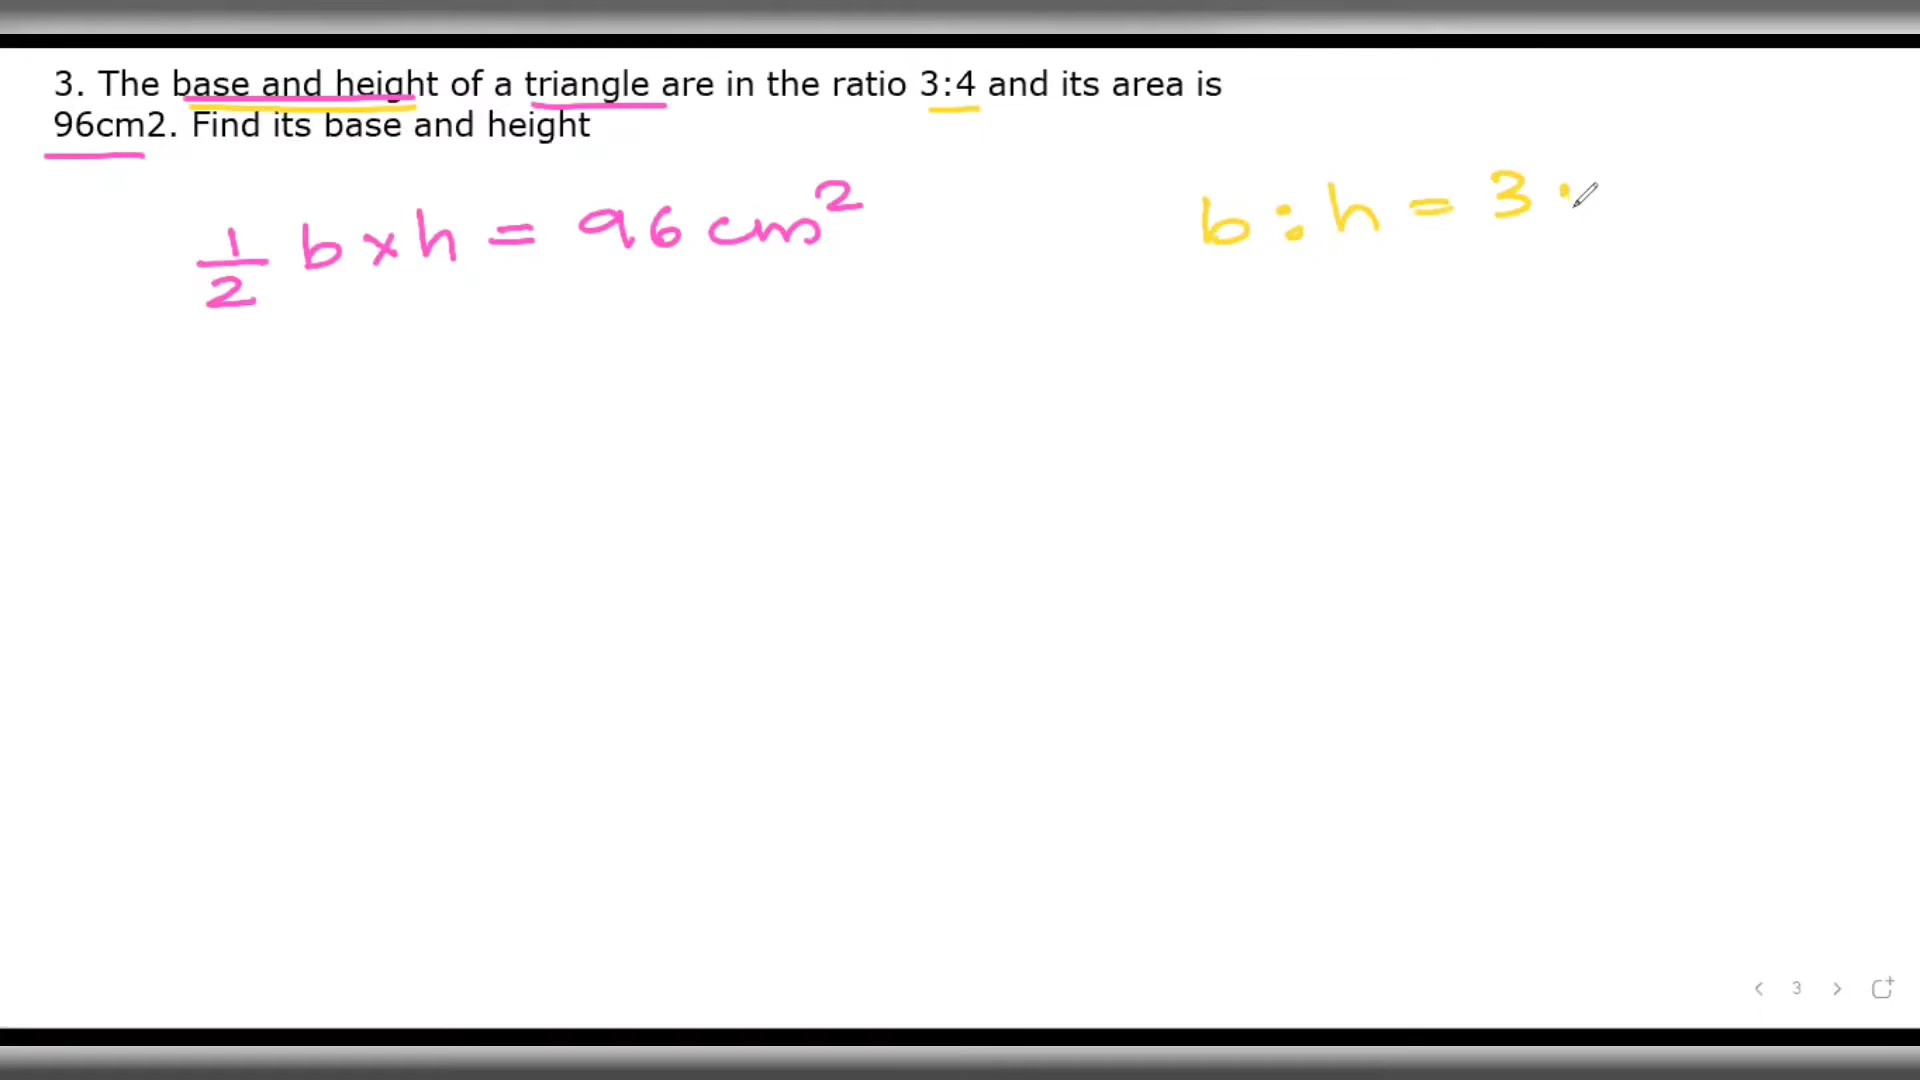 3. The base and height of a triangle are in the ratio 3:4 and its area is
96cm2. Find its base and height
1/2 b × h = 96 cm²
b : h = 3 :
3